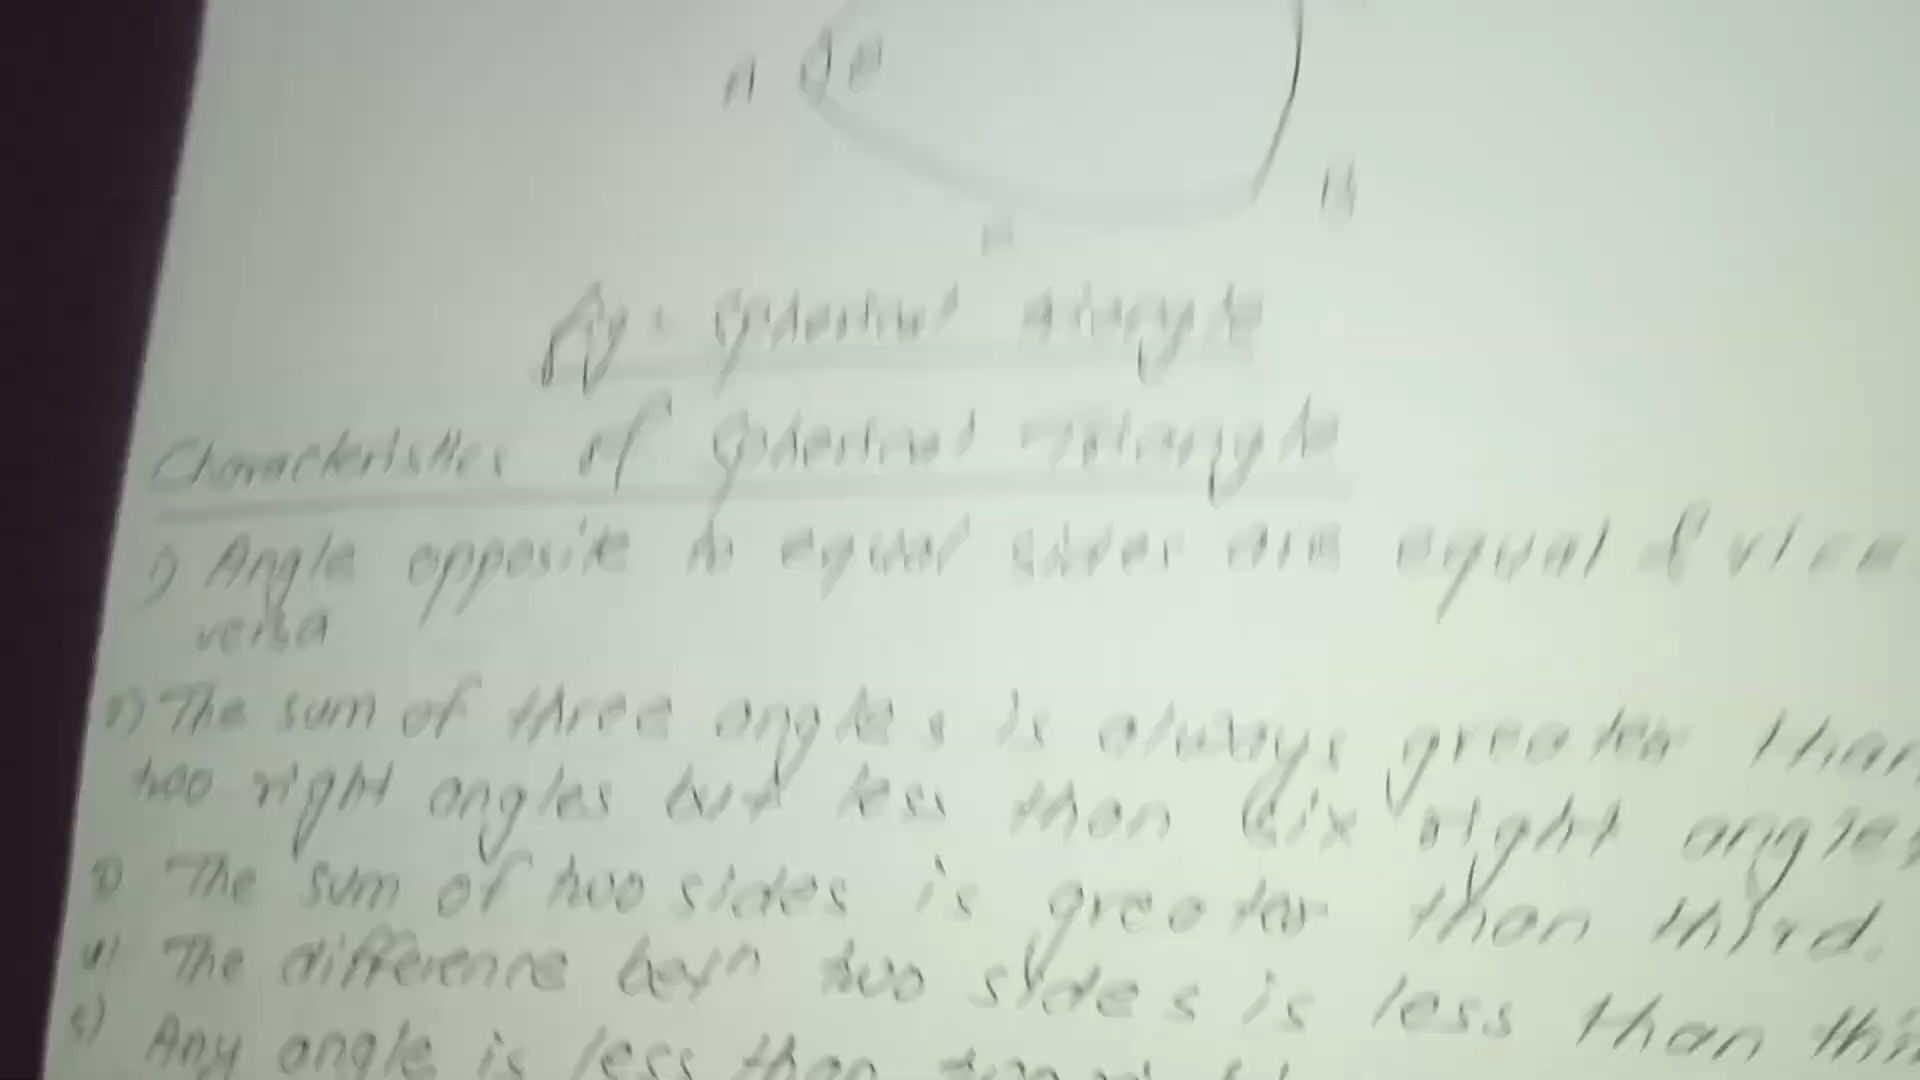 A θ
B
Fig: Spherical triangle
Characteristics of Spherical Triangle
1) Angle opposite to equal sides are equal & vice
versa
2) The sum of three angles is always greater than
two right angles but less than six right angles
3) The sum of two sides is greater than third.
4) The difference betn two sides is less than
5) Any angle is less than two